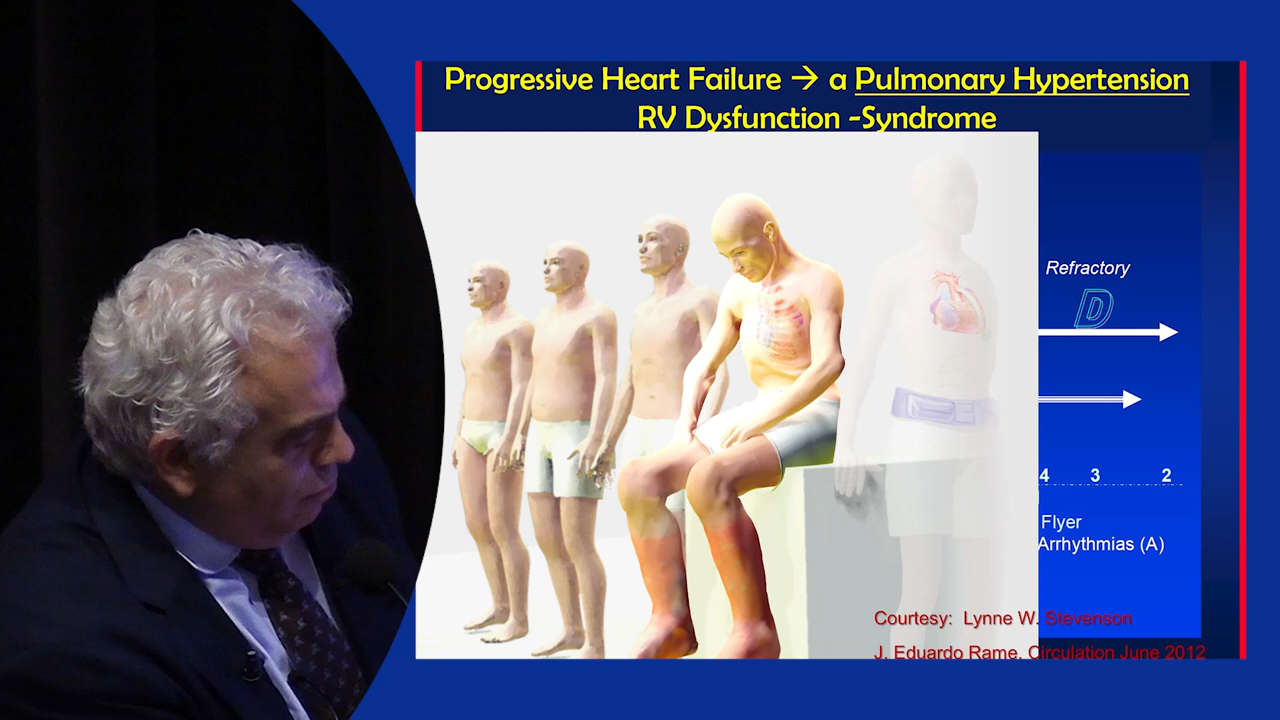 Progressive Heart Failure → a Pulmonary Hypertension
RV Dysfunction -Syndrome
Refractory
D
4 3 2
Flyer
Arrhythmias (A)
Courtesy: Lynne W. Stevenson
J. Eduardo Rame, Circulation June 2012